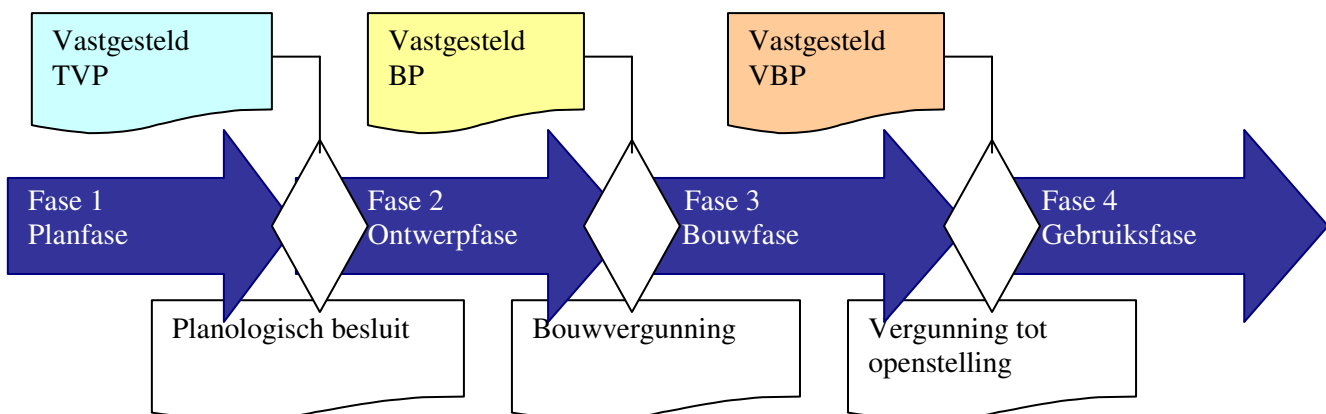 Vastgesteld
TVP
Vastgesteld
BP
Vastgesteld
VBP
Fase 1
Planfase
Fase 2
Ontwerpfase
Fase 3
Bouwfase
Fase 4
Gebruiksfase
Planologisch besluit
Bouwvergunning
Vergunning tot
openstelling